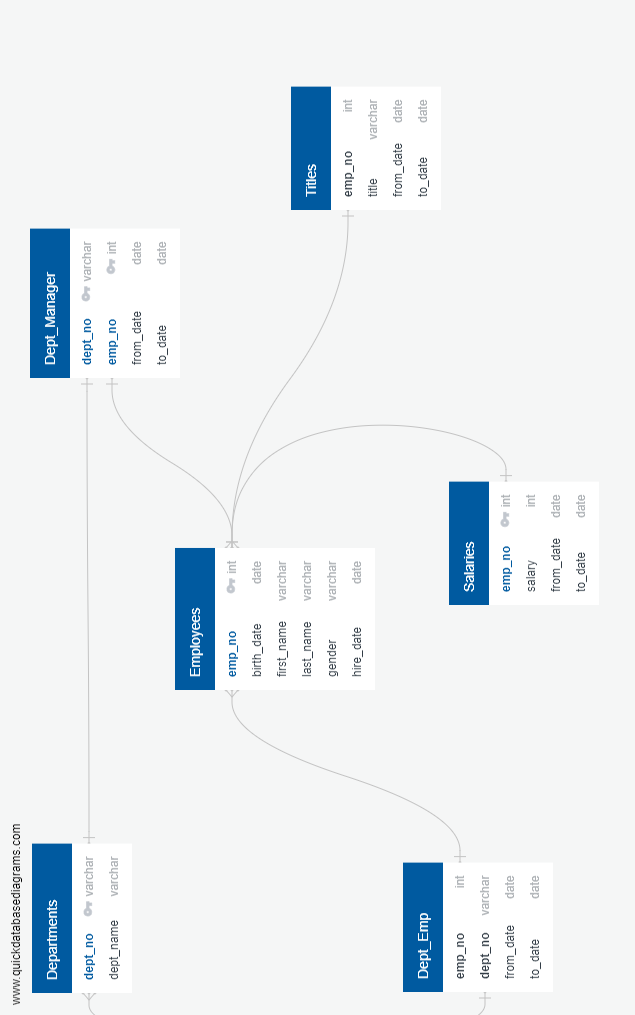 www.quickdatabasediagrams.com
Departments
dept_no varchar
dept_name varchar
Dept_Manager
dept_no varchar
emp_no int
from_date date
to_date date
Employees
emp_no int
birth_date date
first_name varchar
last_name varchar
gender varchar
hire_date date
Titles
emp_no int
title varchar
from_date date
to_date date
Dept_Emp
emp_no int
dept_no varchar
from_date date
to_date date
Salaries
emp_no int
salary int
from_date date
to_date date